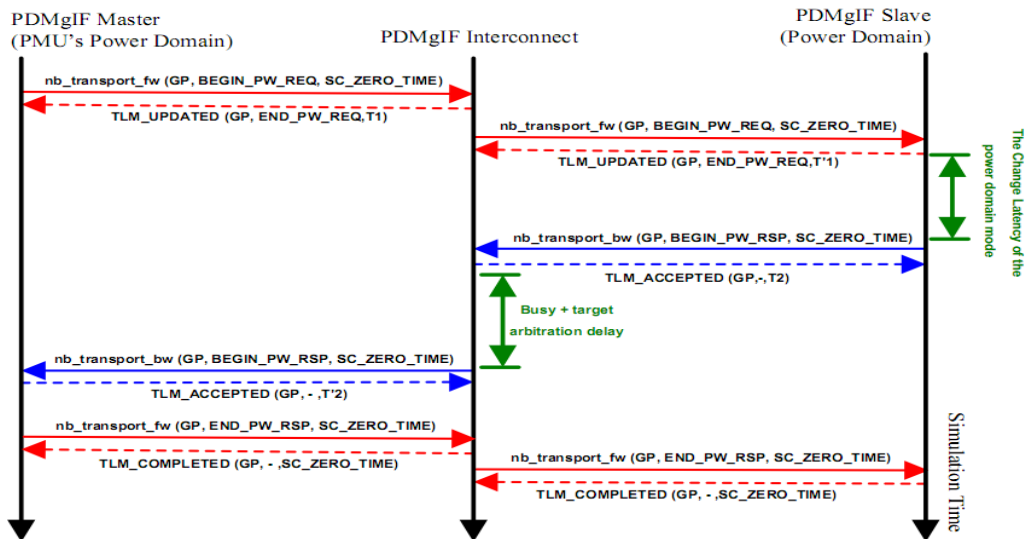 PDMgIF Master
(PMU's Power Domain)
PDMgIF Interconnect
PDMgIF Slave
(Power Domain)
nb_transport_fw (GP, BEGIN_PW_REQ, SC_ZERO_TIME)
TLM_UPDATED (GP, END_PW_REQ,T1)
nb_transport_fw (GP, BEGIN_PW_REQ, SC_ZERO_TIME)
TLM_UPDATED (GP, END_PW_REQ,T'1)
The Change Latency of the
power domain mode
nb_transport_bw (GP, BEGIN_PW_RSP, SC_ZERO_TIME)
TLM_ACCEPTED (GP,-,T2)
Busy + target
arbitration delay
nb_transport_bw (GP, BEGIN_PW_RSP, SC_ZERO_TIME)
TLM_ACCEPTED (GP, - ,T'2)
nb_transport_fw (GP, END_PW_RSP, SC_ZERO_TIME)
TLM_COMPLETED (GP, - ,SC_ZERO_TIME)
nb_transport_fw (GP, END_PW_RSP, SC_ZERO_TIME)
TLM_COMPLETED (GP, - ,SC_ZERO_TIME)
Simulation Time